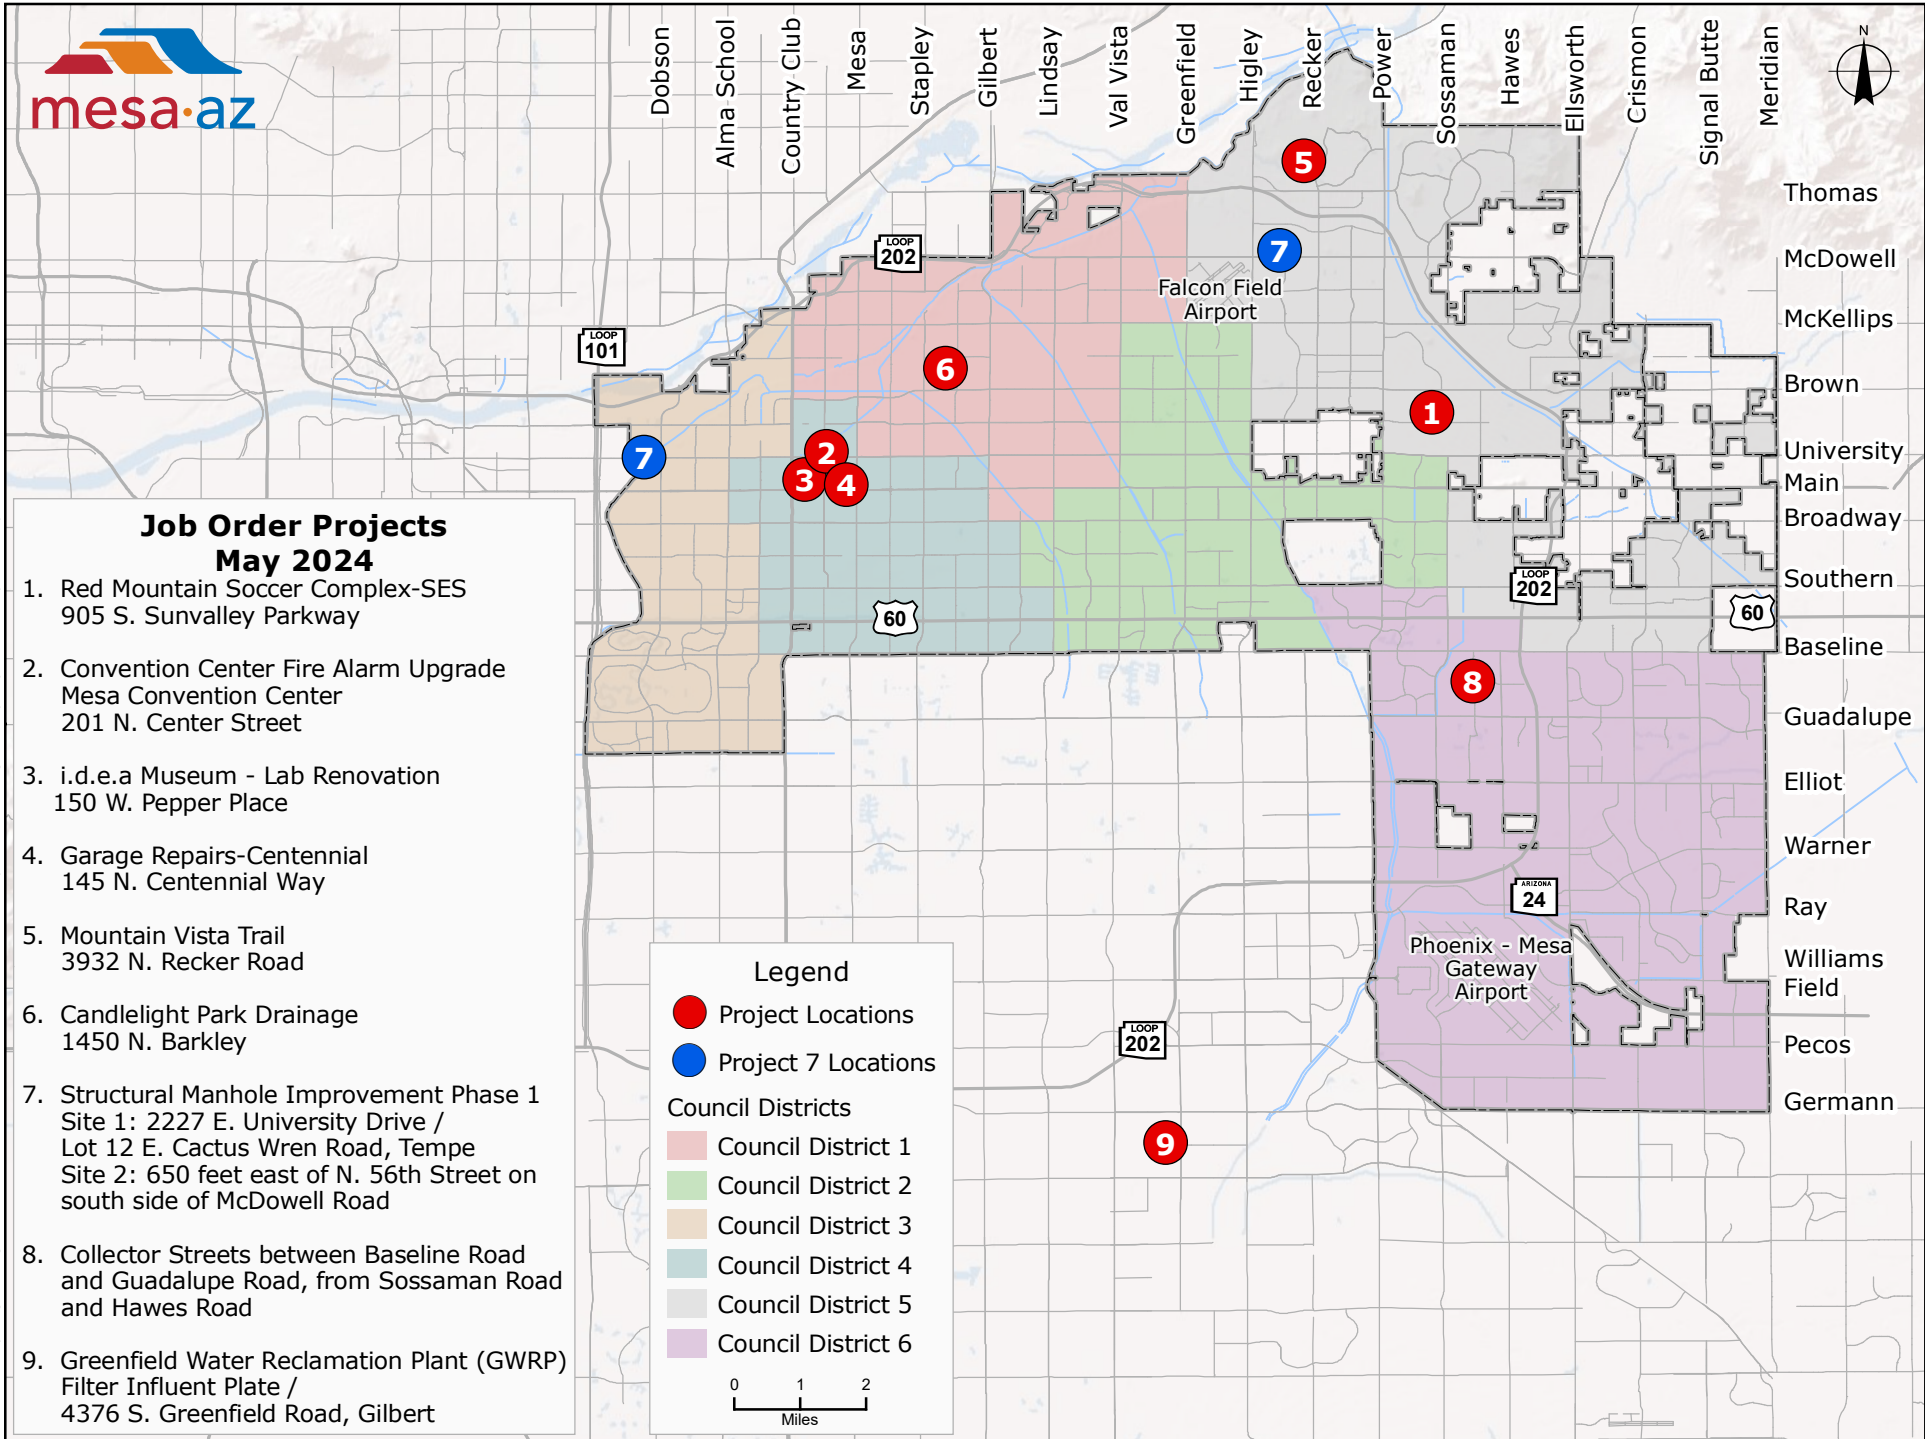 mesa·az
Dobson
Alma School
Country Club
Mesa
Stapley
Gilbert
Lindsay
Val Vista
Greenfield
Higley
Recker
Power
Sossaman
Hawes
Ellsworth
Crismon
Signal Butte
Meridian
N
Thomas
McDowell
McKellips
Brown
University
Main
Broadway
Southern
Baseline
Guadalupe
Elliot
Warner
Ray
Williams
Field
Pecos
Germann
5
7
Falcon Field
Airport
LOOP
202
LOOP
101
6
1
7
2
3
4
LOOP
202
60
60
8
ARIZONA
24
Phoenix - Mesa
Gateway
Airport
LOOP
202
9
Job Order Projects
May 2024
1. Red Mountain Soccer Complex-SES
905 S. Sunvalley Parkway
2. Convention Center Fire Alarm Upgrade
Mesa Convention Center
201 N. Center Street
3. i.d.e.a Museum - Lab Renovation
150 W. Pepper Place
4. Garage Repairs-Centennial
145 N. Centennial Way
5. Mountain Vista Trail
3932 N. Recker Road
6. Candlelight Park Drainage
1450 N. Barkley
7. Structural Manhole Improvement Phase 1
Site 1: 2227 E. University Drive /
Lot 12 E. Cactus Wren Road, Tempe
Site 2: 650 feet east of N. 56th Street on
south side of McDowell Road
8. Collector Streets between Baseline Road
and Guadalupe Road, from Sossaman Road
and Hawes Road
9. Greenfield Water Reclamation Plant (GWRP)
Filter Influent Plate /
4376 S. Greenfield Road, Gilbert
Legend
Project Locations
Project 7 Locations
Council Districts
Council District 1
Council District 2
Council District 3
Council District 4
Council District 5
Council District 6
0 1 2
Miles